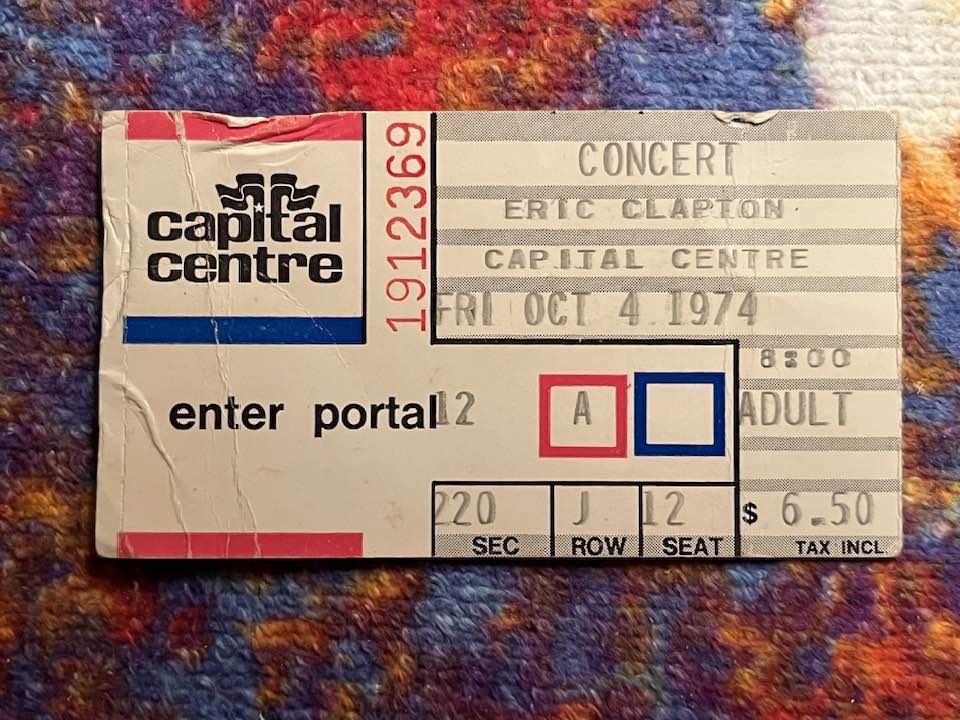 capital
centre
1912369
CONCERT
ERIC CLAPTON
CAPITAL CENTRE
FRI OCT 4 1974
8:00
enter portal 12 A ADULT
220 J 12 $ 6.50
SEC ROW SEAT TAX INCL.